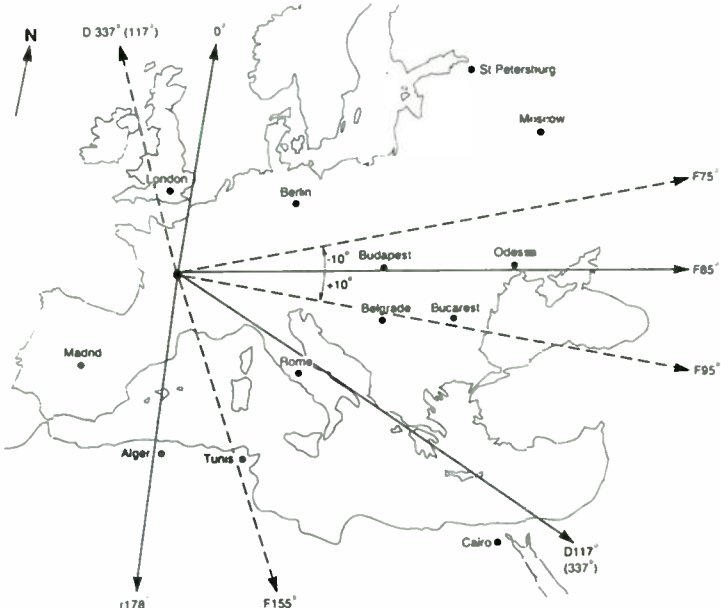 N
D 337° (117°)
0°
St Petersburg
Moscow
London
Berlin
F75°
-10°
Budapest
Odessa
F85°
+10°
Belgrade
Bucarest
Madrid
Rome
F95°
Alger
Tunis
Cairo
D117°
(337°)
r178°
F155°